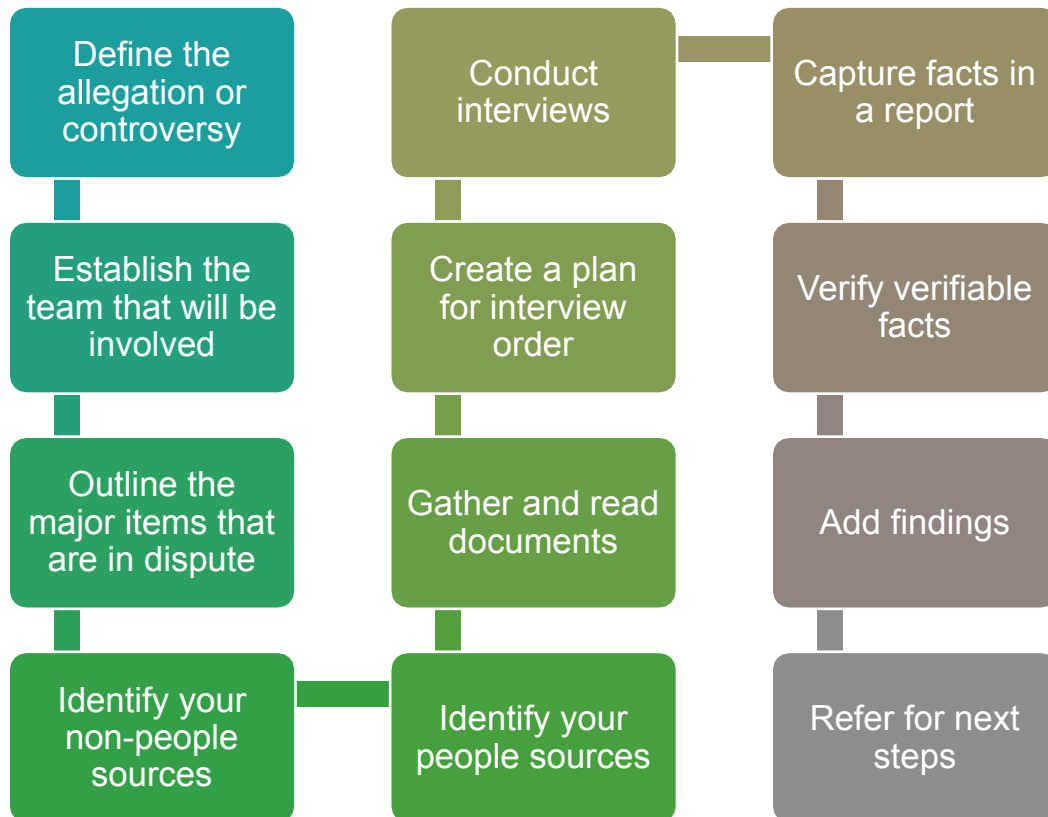 Define the
allegation or
controversy
Establish the
team that will be
involved
Outline the
major items that
are in dispute
Identify your
non-people
sources
Identify your
people sources
Gather and read
documents
Create a plan
for interview
order
Conduct
interviews
Capture facts in
a report
Verify verifiable
facts
Add findings
Refer for next
steps